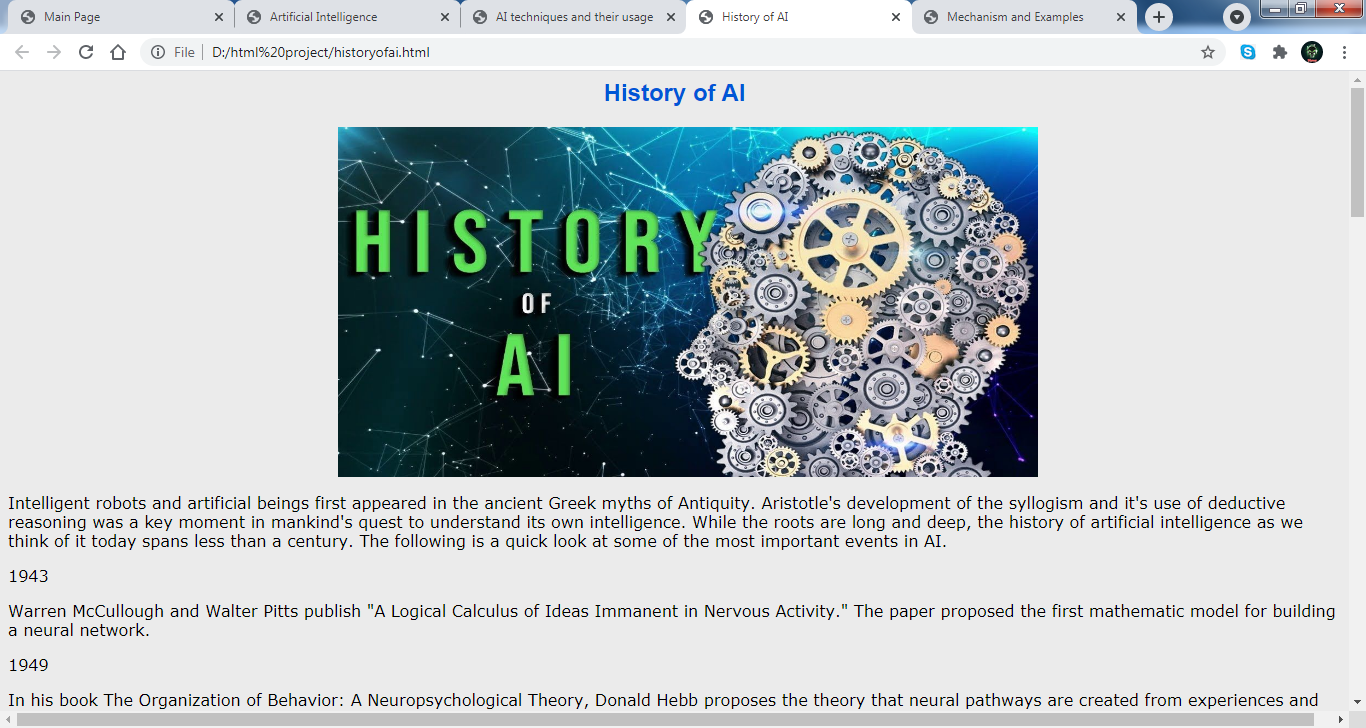 Main Page
Artificial Intelligence
AI techniques and their usage
History of AI
Mechanism and Examples
File
D:/html%20project/historyofai.html
History of AI
HISTORY
OF
AI
Intelligent robots and artificial beings first appeared in the ancient Greek myths of Antiquity. Aristotle's development of the syllogism and it's use of deductive
reasoning was a key moment in mankind's quest to understand its own intelligence. While the roots are long and deep, the history of artificial intelligence as we
think of it today spans less than a century. The following is a quick look at some of the most important events in AI.
1943
Warren McCullough and Walter Pitts publish "A Logical Calculus of Ideas Immanent in Nervous Activity." The paper proposed the first mathematic model for building
a neural network.
1949
In his book The Organization of Behavior: A Neuropsychological Theory, Donald Hebb proposes the theory that neural pathways are created from experiences and